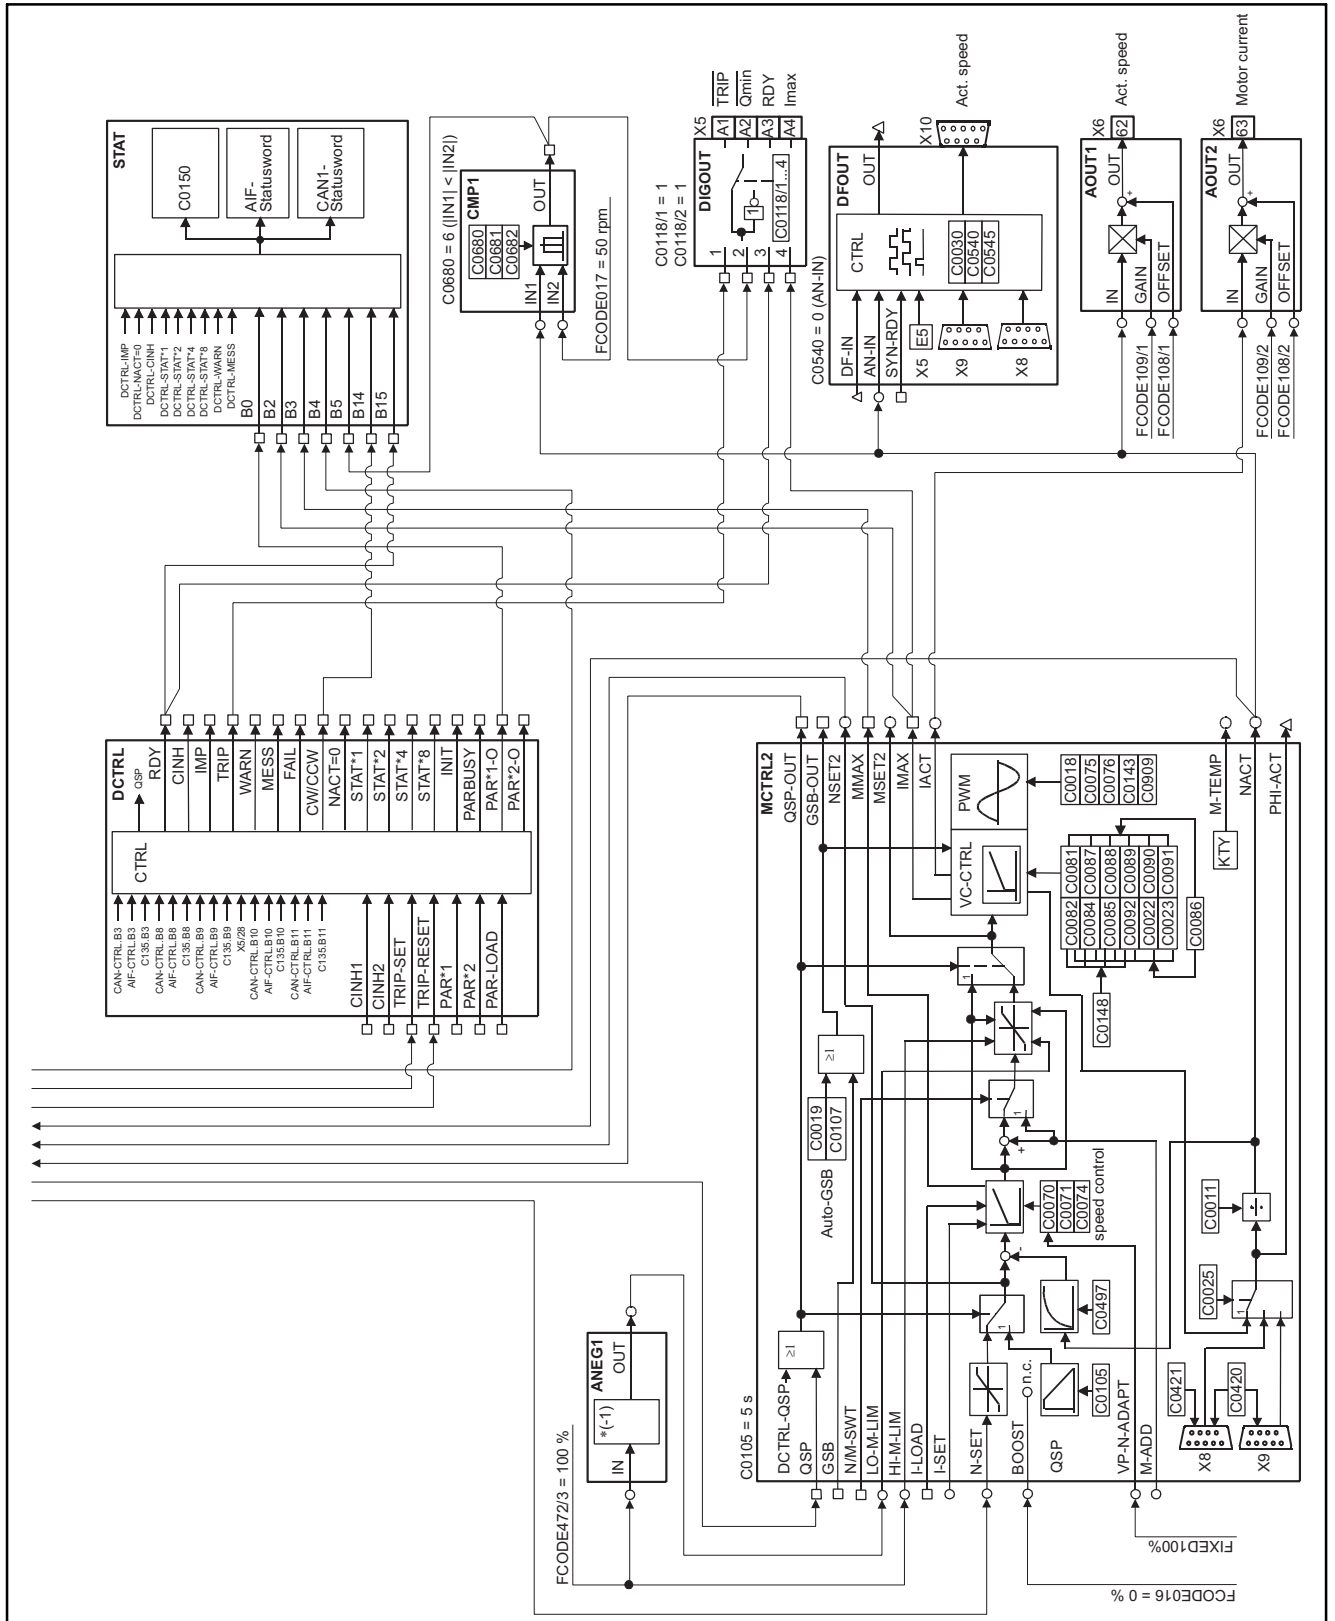 STAT
C0150
AIF-
Statusword
CAN1-
Statusword
DCTRL-IMP
DCTRL-NACT=0
DCTRL-CINH
DCTRL-STAT*1
DCTRL-STAT*2
DCTRL-STAT*4
DCTRL-STAT*8
DCTRL-WARN
DCTRL-MESS
B0
B2
B3
B4
B5
B14
B15
C0680 = 6 (|IN1| < |IN2|)
CMP1
C0680
C0681
C0682
OUT
IN1
IN2
FCODE017 = 50 rpm
C0118/1 = 1
C0118/2 = 1
DIGOUT
X5
A1
A2
A3
A4
TRIP
Qmin
RDY
Imax
1
C0118/1...4
1
2
3
4
C0540 = 0 (AN-IN)
DFOUT
OUT
X10
Act. speed
CTRL
C0030
C0540
C0545
DF-IN
AN-IN
SYN-RDY
X5
E5
X9
X8
AOUT1
X6
62
Act. speed
OUT
+
IN
GAIN
OFFSET
FCODE109/1
FCODE108/1
AOUT2
X6
63
Motor current
OUT
+
IN
GAIN
OFFSET
FCODE109/2
FCODE108/2
DCTRL
QSP
RDY
CINH
IMP
TRIP
WARN
MESS
FAIL
CW/CCW
NACT=0
STAT*1
STAT*2
STAT*4
STAT*8
INIT
PARBUSY
PAR*1-O
PAR*2-O
CTRL
CAN-CTRL.B3
AIF-CTRL.B3
C135.B3
CAN-CTRL.B8
AIF-CTRL.B8
C135.B8
CAN-CTRL.B9
AIF-CTRL.B9
C135.B9
X5/28
CAN-CTRL.B10
AIF-CTRL.B10
C135.B10
CAN-CTRL.B11
AIF-CTRL.B11
C135.B11
CINH1
CINH2
TRIP-SET
TRIP-RESET
PAR*1
PAR*2
PAR-LOAD
FCODE472/3 = 100 %
ANEG1
OUT
*(-1)
IN
C0105 = 5 s
MCTRL2
QSP-OUT
GSB-OUT
NSET2
MMAX
MSET2
IMAX
IACT
M-TEMP
NACT
PHI-ACT
PWM
VC-CTRL
C0018
C0075
C0076
C0143
C0909
KTY
C0082
C0081
C0084
C0087
C0085
C0088
C0092
C0089
C0022
C0090
C0023
C0091
C0086
C0148
≥1
C0019
C0107
Auto-GSB
1
1
+
C0070
C0071
C0074
speed control
-
1
≥1
C0497
C0105
C0011
C0025
1
C0421
C0420
X8
X9
DCTRL-QSP
QSP
GSB
N/M-SWT
LO-M-LIM
HI-M-LIM
I-LOAD
I-SET
N-SET
BOOST
n.c.
QSP
VP-N-ADAPT
M-ADD
FIXED100%
FCODE016 = 0 %